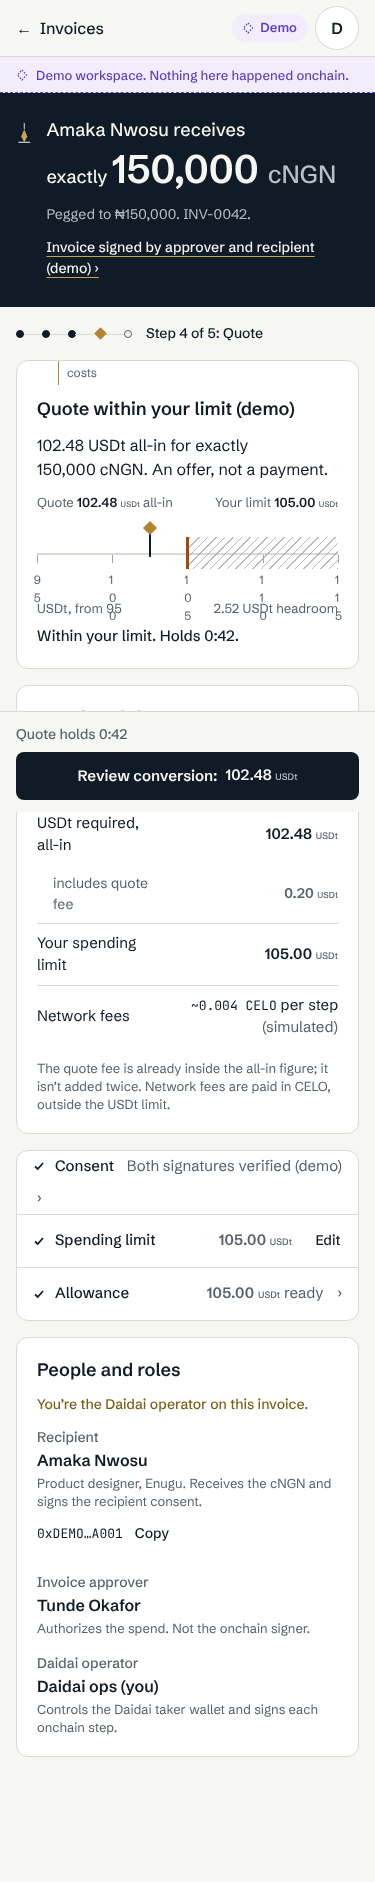 ← Invoices
Demo
D
Demo workspace. Nothing here happened onchain.
Amaka Nwosu receives
exactly 150,000 cNGN
Pegged to ₦150,000. INV-0042.
Invoice signed by approver and recipient
(demo) ›
Step 4 of 5: Quote
costs
Quote within your limit (demo)
102.48 USDt all-in for exactly
150,000 cNGN. An offer, not a payment.
Quote 102.48 USDt all-in
Your limit 105.00 USDt
95
100
105
110
115
USDt, from 95
2.52 USDt headroom
Within your limit. Holds 0:42.
Quote holds 0:42
Review conversion: 102.48 USDt
USDt required,
all-in
102.48 USDt
includes quote
fee
0.20 USDt
Your spending
limit
105.00 USDt
Network fees
~0.004 CELO per step
(simulated)
The quote fee is already inside the all-in figure; it
isn’t added twice. Network fees are paid in CELO,
outside the USDt limit.
Consent Both signatures verified (demo)
›
Spending limit 105.00 USDt Edit
Allowance 105.00 USDt ready ›
People and roles
You’re the Daidai operator on this invoice.
Recipient
Amaka Nwosu
Product designer, Enugu. Receives the cNGN and
signs the recipient consent.
0xDEMO…A001 Copy
Invoice approver
Tunde Okafor
Authorizes the spend. Not the onchain signer.
Daidai operator
Daidai ops (you)
Controls the Daidai taker wallet and signs each
onchain step.